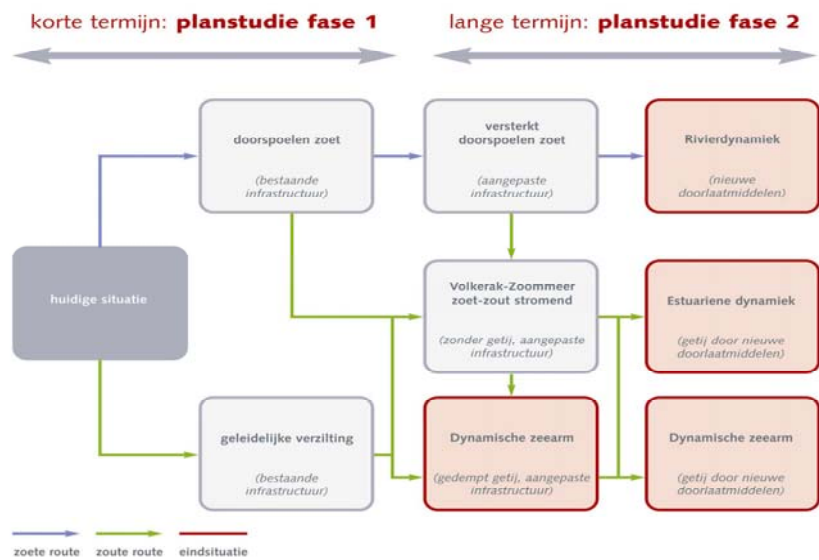 korte termijn: planstudie fase 1
lange termijn: planstudie fase 2
doorspoelen zoet
(bestaande
infrastructuur)
versterkt
doorspoelen zoet
(aangepaste
infrastructuur)
Rivierdynamiek
(nieuwe
doorlaatmiddelen)
huidige situatie
Volkerak-Zoommeer
zoet-zout stromend
(zonder getij, aangepaste
infrastructuur)
Estuariene dynamiek
(getij door nieuwe
doorlaatmiddelen)
geleidelijke verzilting
(bestaande
infrastructuur)
Dynamische zeearm
(gedempt getij, aangepaste
infrastructuur)
Dynamische zeearm
(getij door nieuwe
doorlaatmiddelen)
zoete route
zoute route
eindsituatie